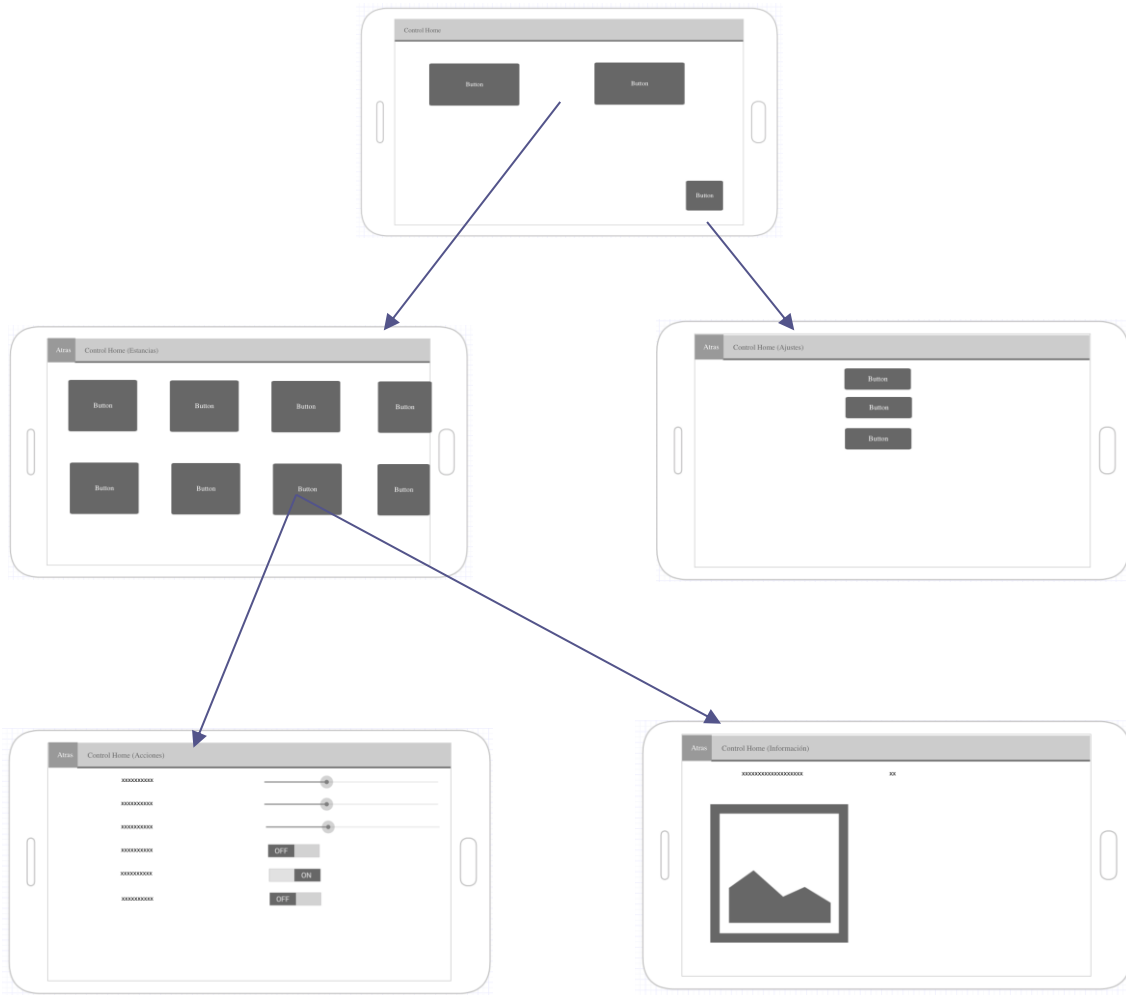 Control Home
Button
Button
Button
Atras Control Home (Estancias)
Button Button Button Button
Button Button Button Button
Atras Control Home (Ajustes)
Button
Button
Button
Atras Control Home (Acciones)
xxxxxxxxxx
xxxxxxxxxx
xxxxxxxxxx
xxxxxxxxxx OFF
xxxxxxxxxx ON
xxxxxxxxxx OFF
Atras Control Home (Información)
xxxxxxxxxxxxxxxxxxx xx